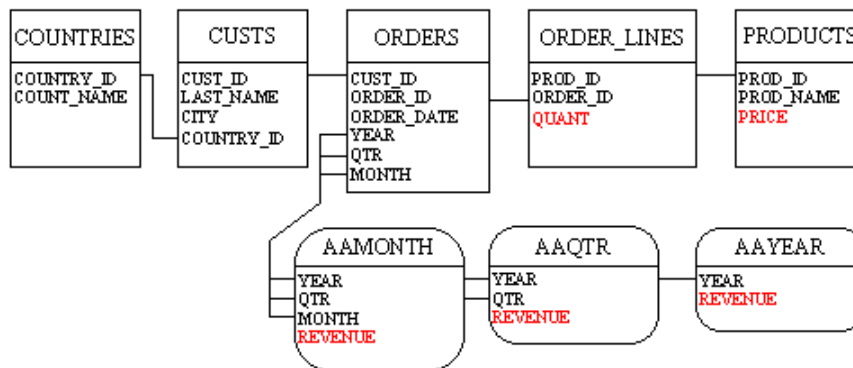 COUNTRIES
COUNTRY_ID
COUNT_NAME
CUSTS
CUST_ID
LAST_NAME
CITY
COUNTRY_ID
ORDERS
CUST_ID
ORDER_ID
ORDER_DATE
YEAR
QTR
MONTH
ORDER_LINES
PROD_ID
ORDER_ID
QUANT
PRODUCTS
PROD_ID
PROD_NAME
PRICE
AAMONTH
YEAR
QTR
MONTH
REVENUE
AAQTR
YEAR
QTR
REVENUE
AAYEAR
YEAR
REVENUE